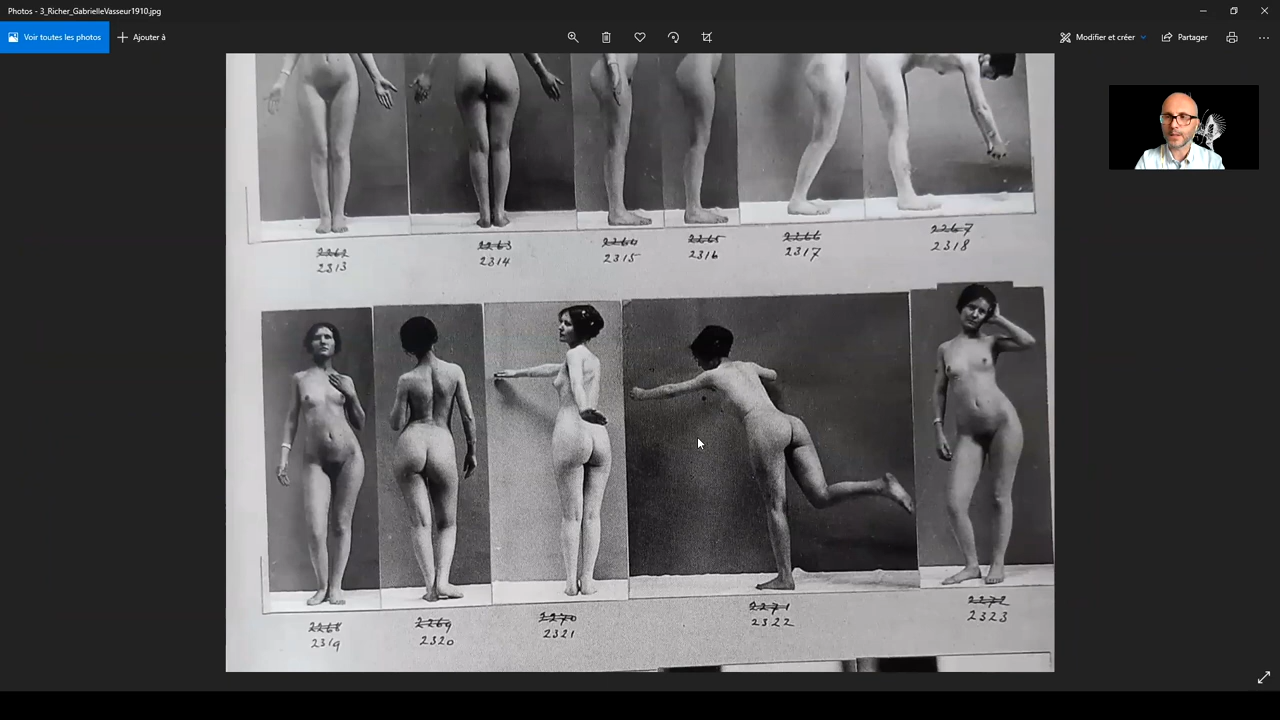 Photos - 3_Richer_GabrielleVasseur1910.jpg
Voir toutes les photos
Ajouter à
Modifier et créer
Partager
2262 2263 2264 2265 2266 2267
2313 2314 2315 2316 2317 2318
2268 2269 2270 2271 2272
2319 2320 2321 2322 2323